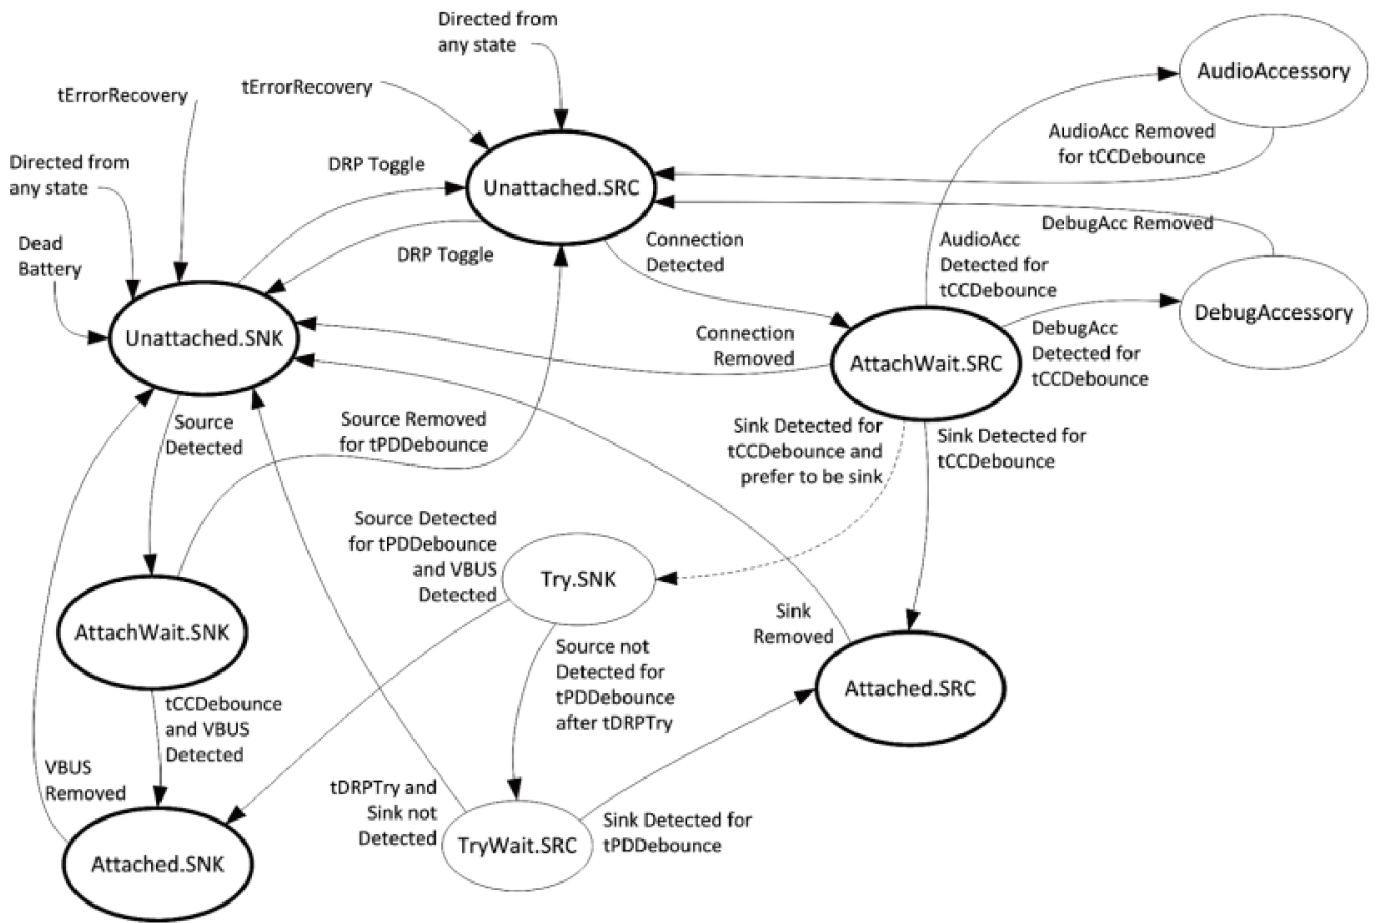 Directed from
any state
tErrorRecovery
tErrorRecovery
Directed from
any state
Dead
Battery
DRP Toggle
DRP Toggle
Unattached.SRC
AudioAccessory
AudioAcc Removed
for tCCDebounce
DebugAcc Removed
Connection
Detected
AudioAcc
Detected for
tCCDebounce
DebugAccessory
DebugAcc
Detected for
tCCDebounce
Unattached.SNK
Connection
Removed
AttachWait.SRC
Source
Detected
Source Removed
for tPDDebounce
Sink Detected for
tCCDebounce and
prefer to be sink
Sink Detected for
tCCDebounce
Source Detected
for tPDDebounce
and VBUS
Detected
Try.SNK
AttachWait.SNK
Sink
Removed
Source not
Detected for
tPDDebounce
after tDRPTry
Attached.SRC
tCCDebounce
and VBUS
Detected
VBUS
Removed
tDRPTry and
Sink not
Detected
TryWait.SRC
Sink Detected for
tPDDebounce
Attached.SNK